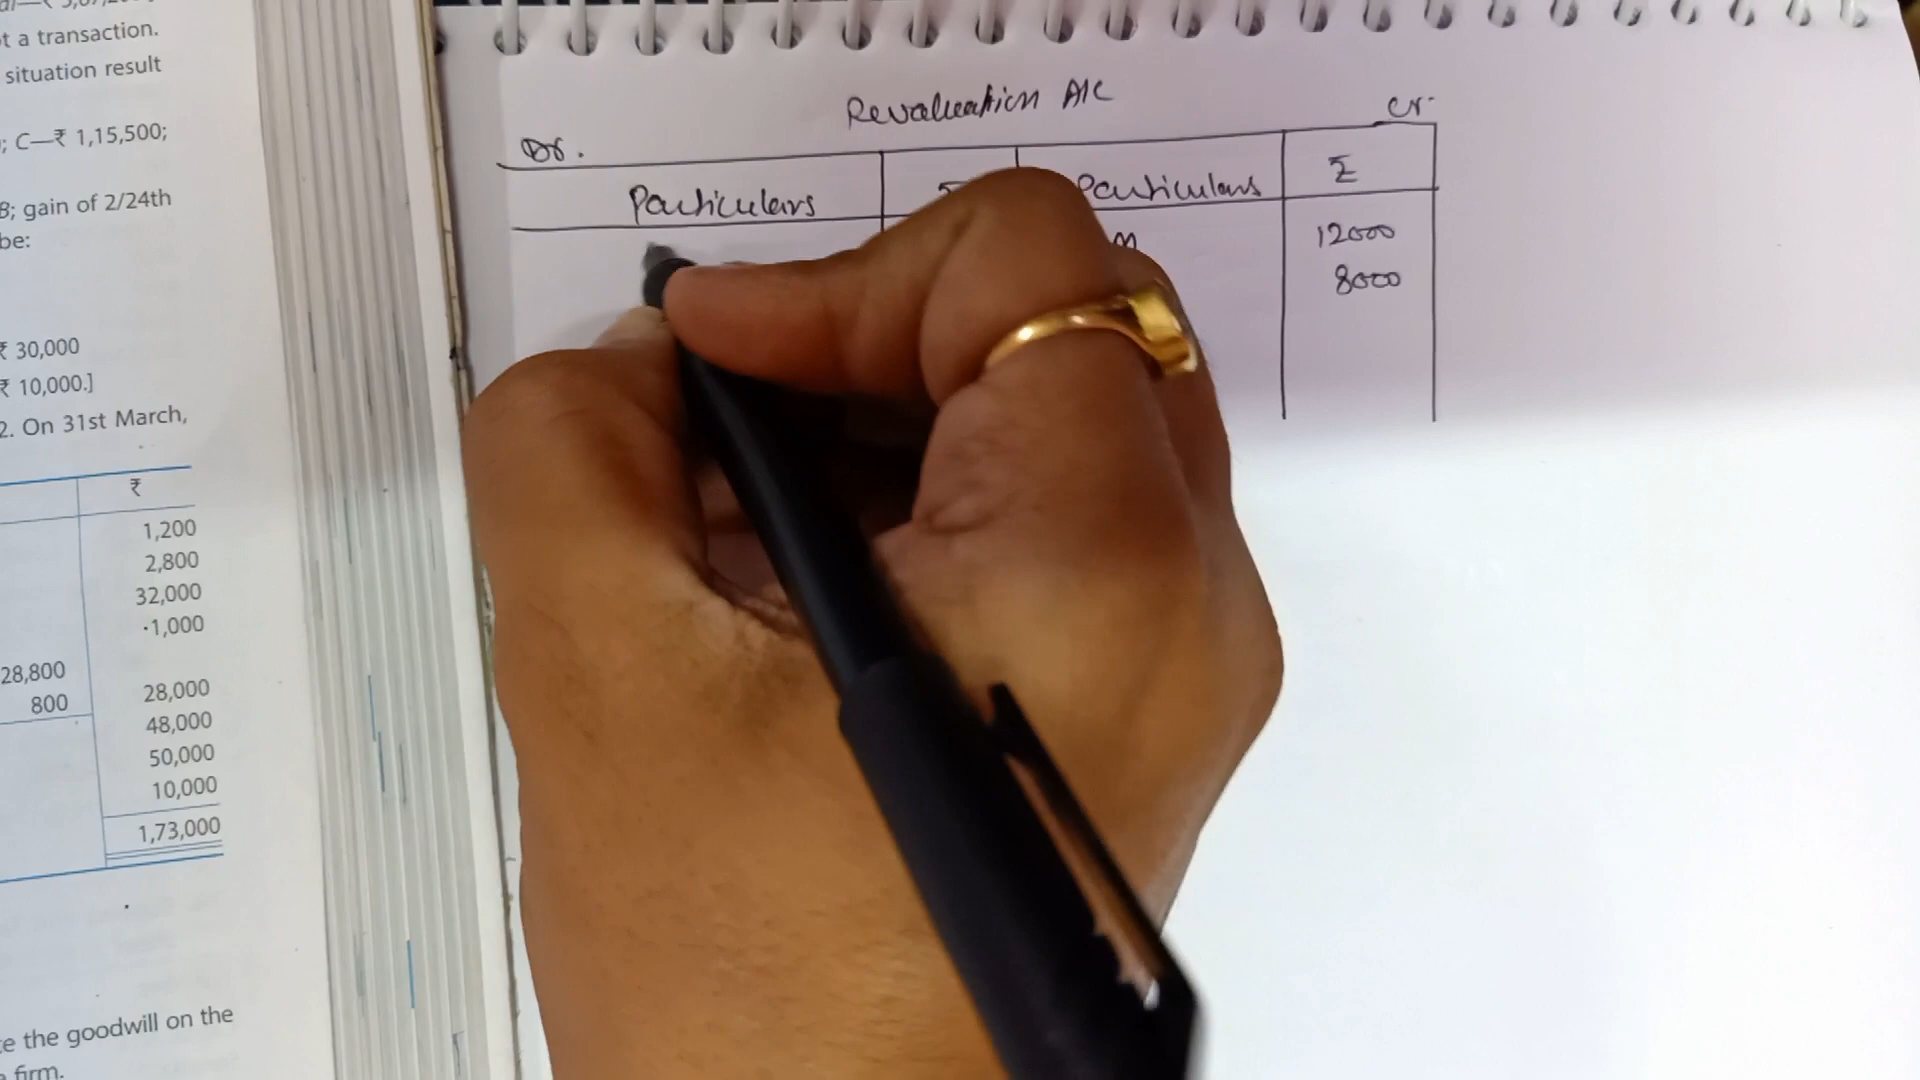 t a transaction.
situation result
; C—₹ 1,15,500;
B; gain of 2/24th
be:
₹ 30,000
₹ 10,000.]
2. On 31st March,
₹
1,200
2,800
32,000
1,000
28,800
800
28,000
48,000
50,000
10,000
1,73,000
te the goodwill on the
firm.
Revaluation A/C
Dr.
Cr.
Particulars
Particulars
₹
12000
8000